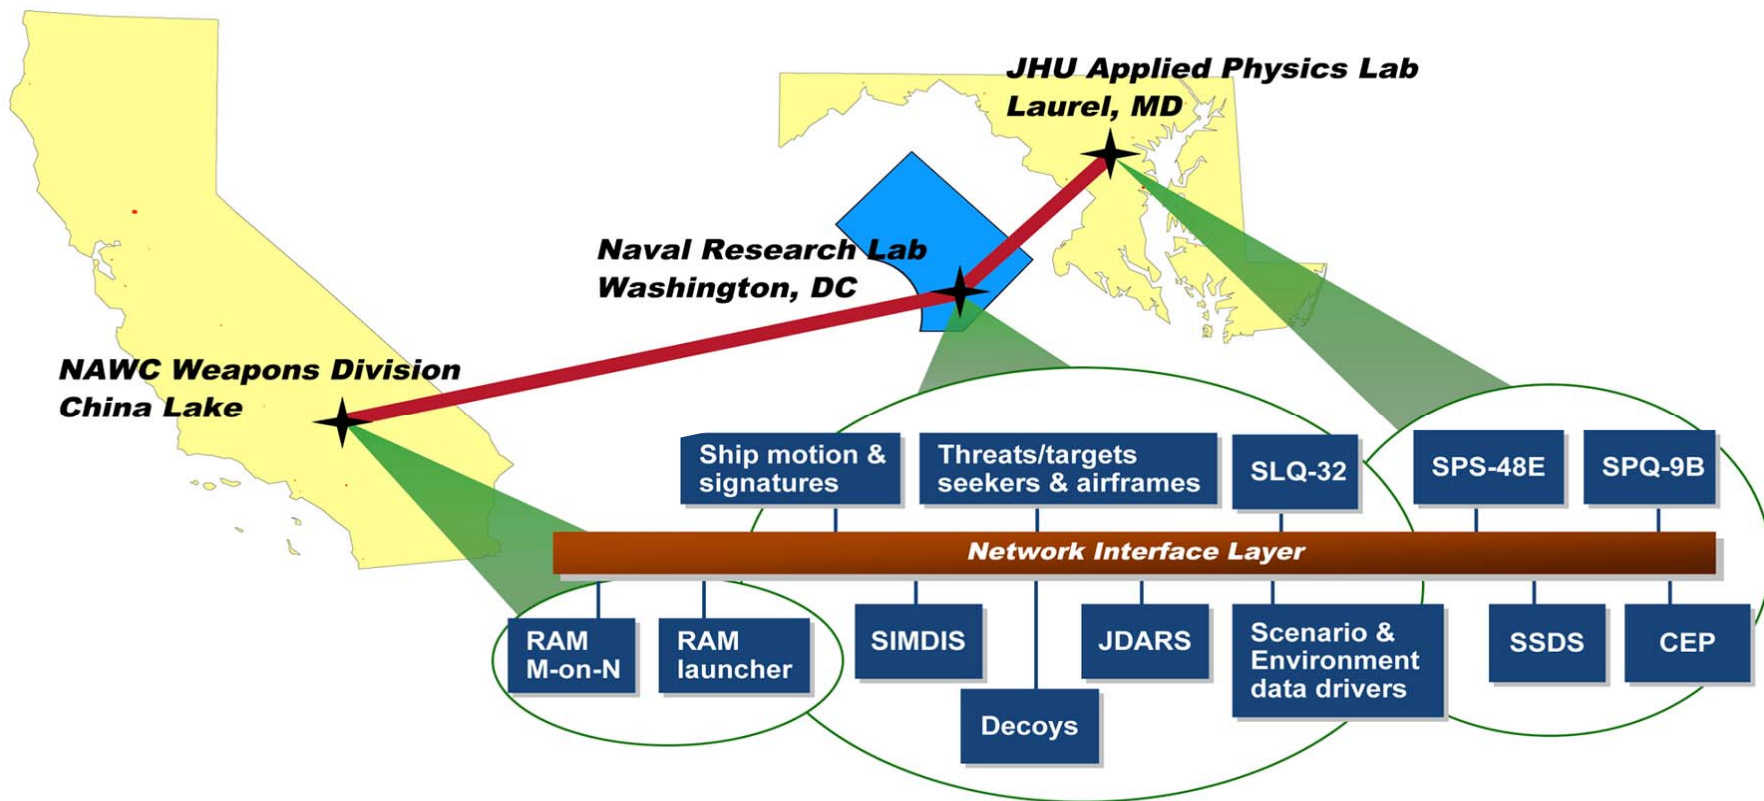 JHU Applied Physics Lab
Laurel, MD
Naval Research Lab
Washington, DC
NAWC Weapons Division
China Lake
Ship motion &
signatures
Threats/targets
seekers & airframes
SLQ-32
SPS-48E
SPQ-9B
Network Interface Layer
RAM
M-on-N
RAM
launcher
SIMDIS
Decoys
JDARS
Scenario &
Environment
data drivers
SSDS
CEP